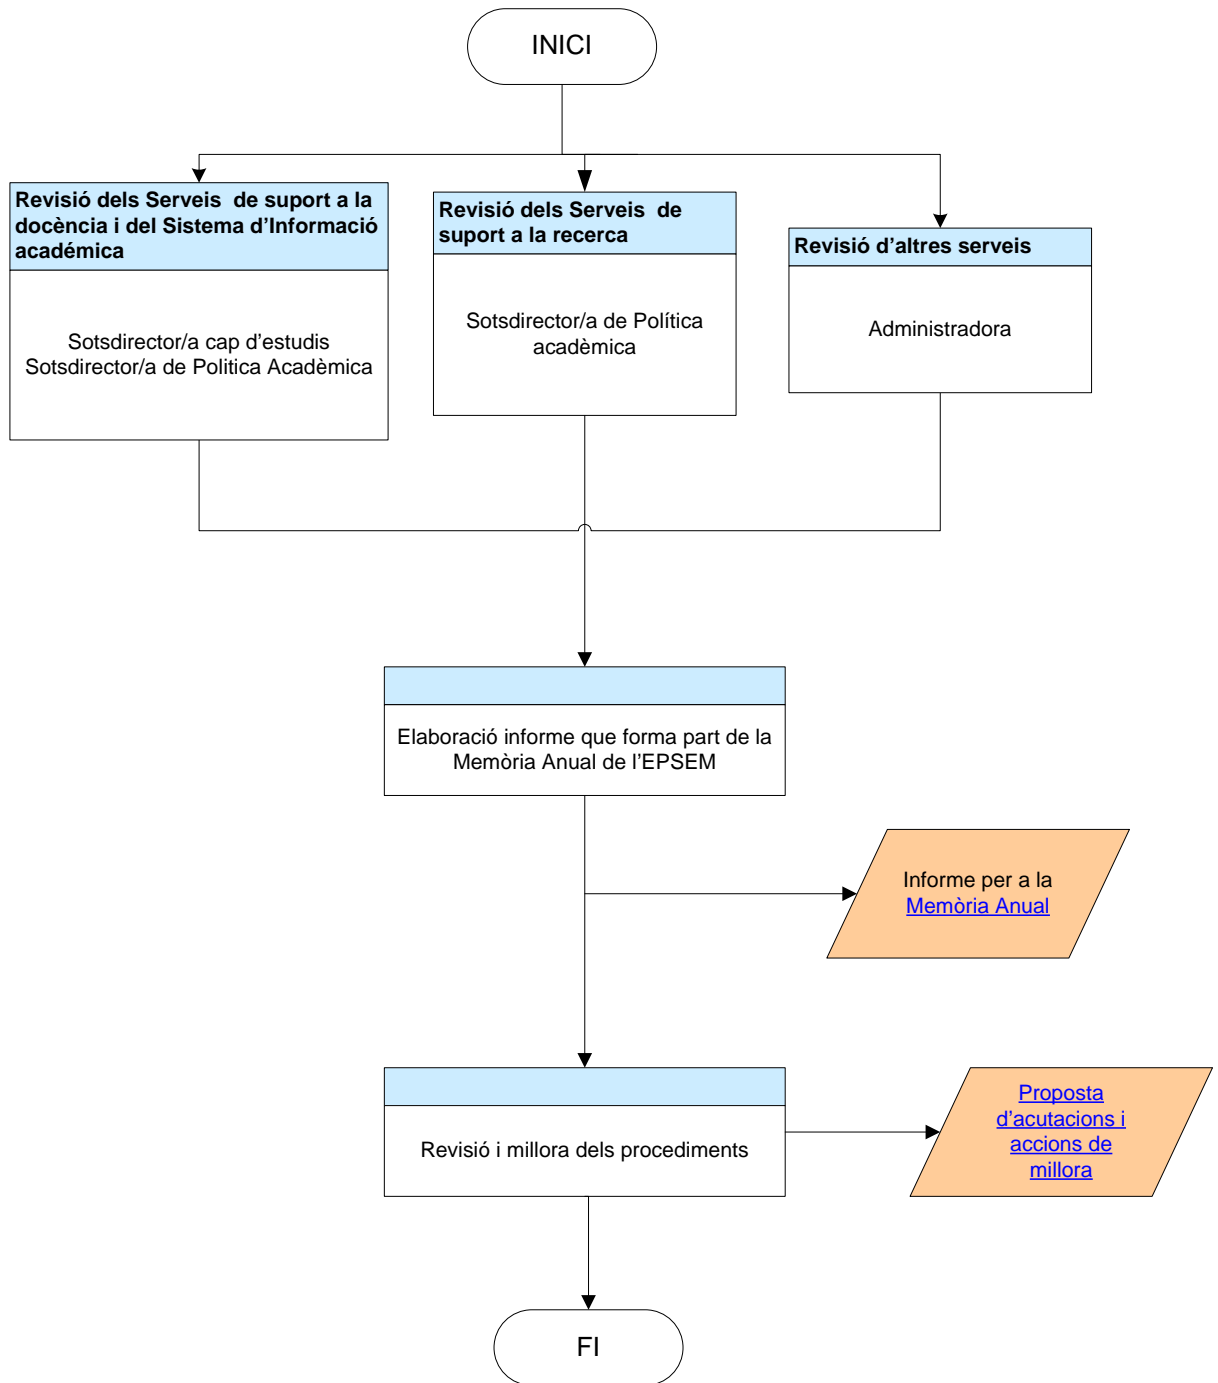 INICI
Revisió dels Serveis  de suport a la
docència i del Sistema d'Informació
académica
Sotsdirector/a cap d'estudis
Sotsdirector/a de Politica Acadèmica
Revisió dels Serveis  de
suport a la recerca
Sotsdirector/a de Política
acadèmica
Revisió d'altres serveis
Administradora
Elaboració informe que forma part de la
Memòria Anual de l'EPSEM
Informe per a la
Memòria Anual
Revisió i millora dels procediments
Proposta
d'acutacions i
accions de
millora
FI